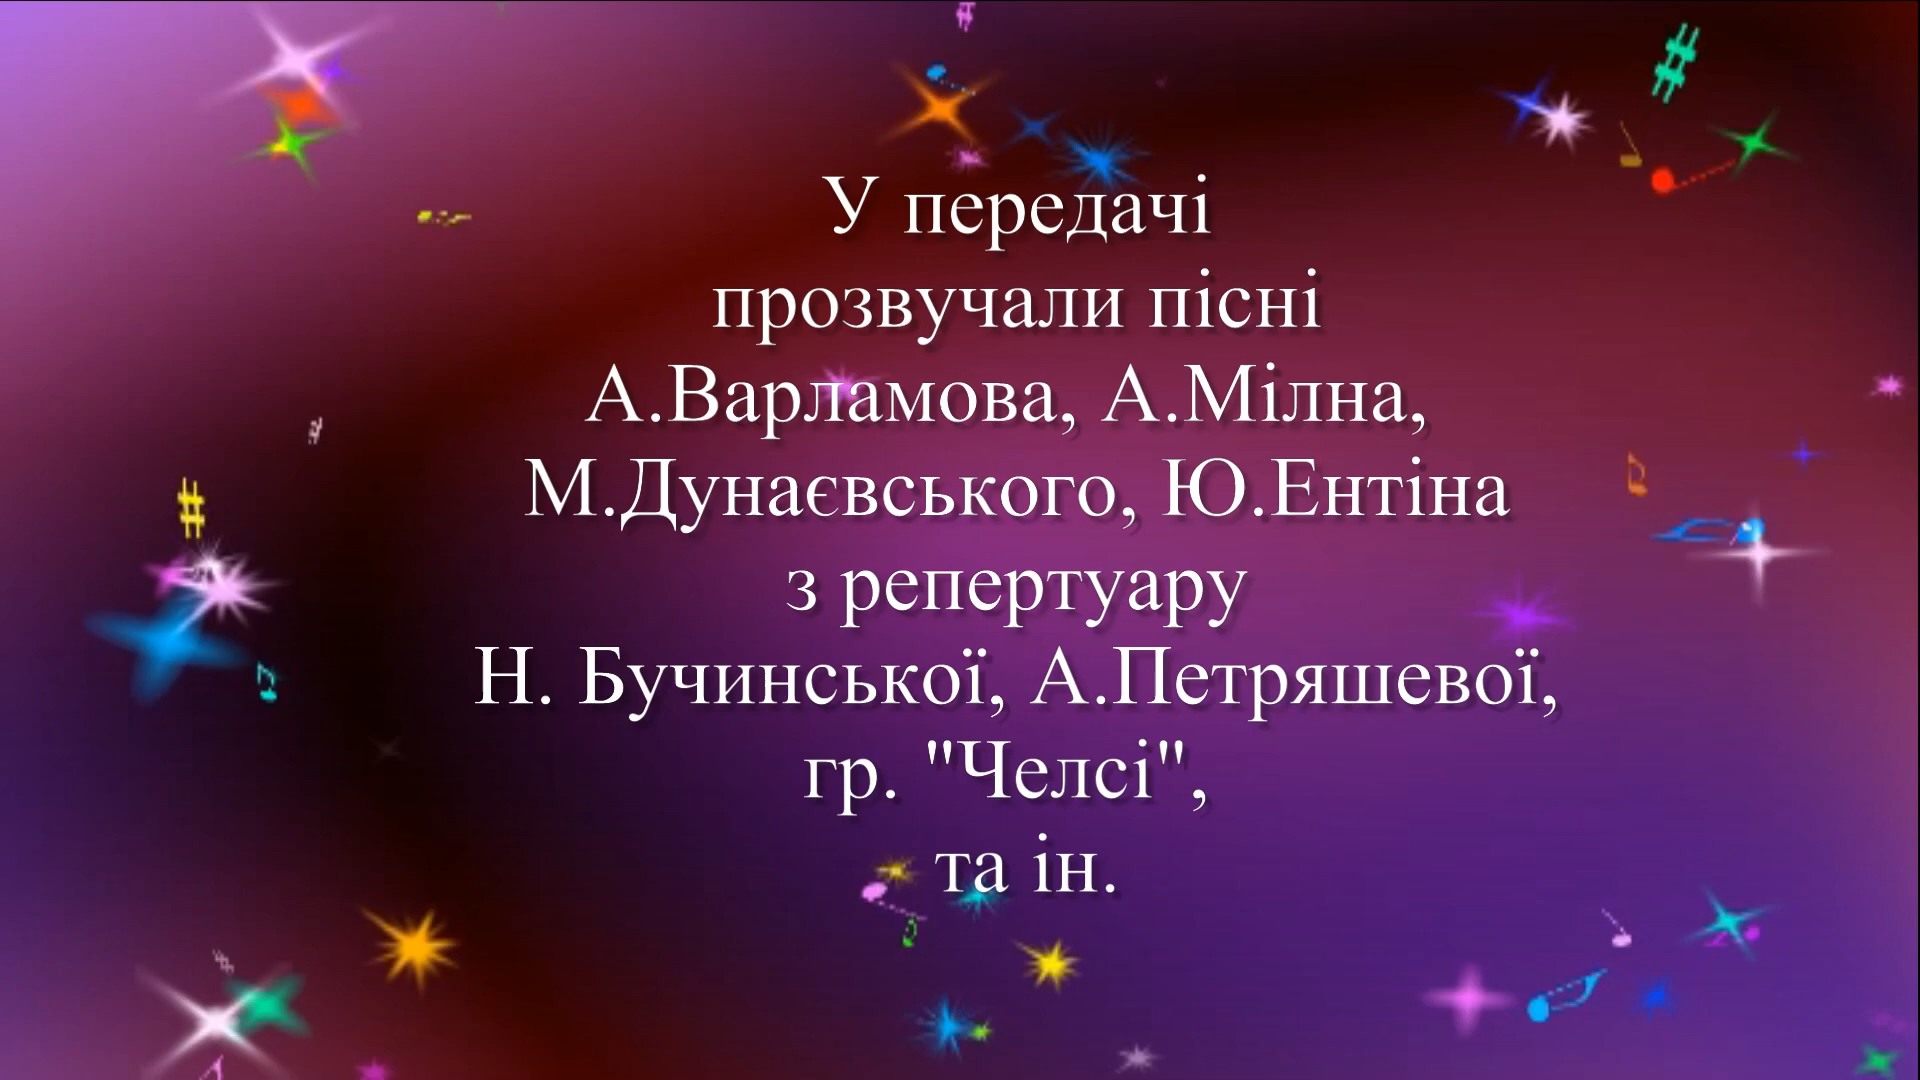 У передачі
прозвучали пісні
А.Варламова, А.Мілна,
М.Дунаєвського, Ю.Ентіна
з репертуару
Н. Бучинської, А.Петряшевої,
гр. "Челсі",
та ін.